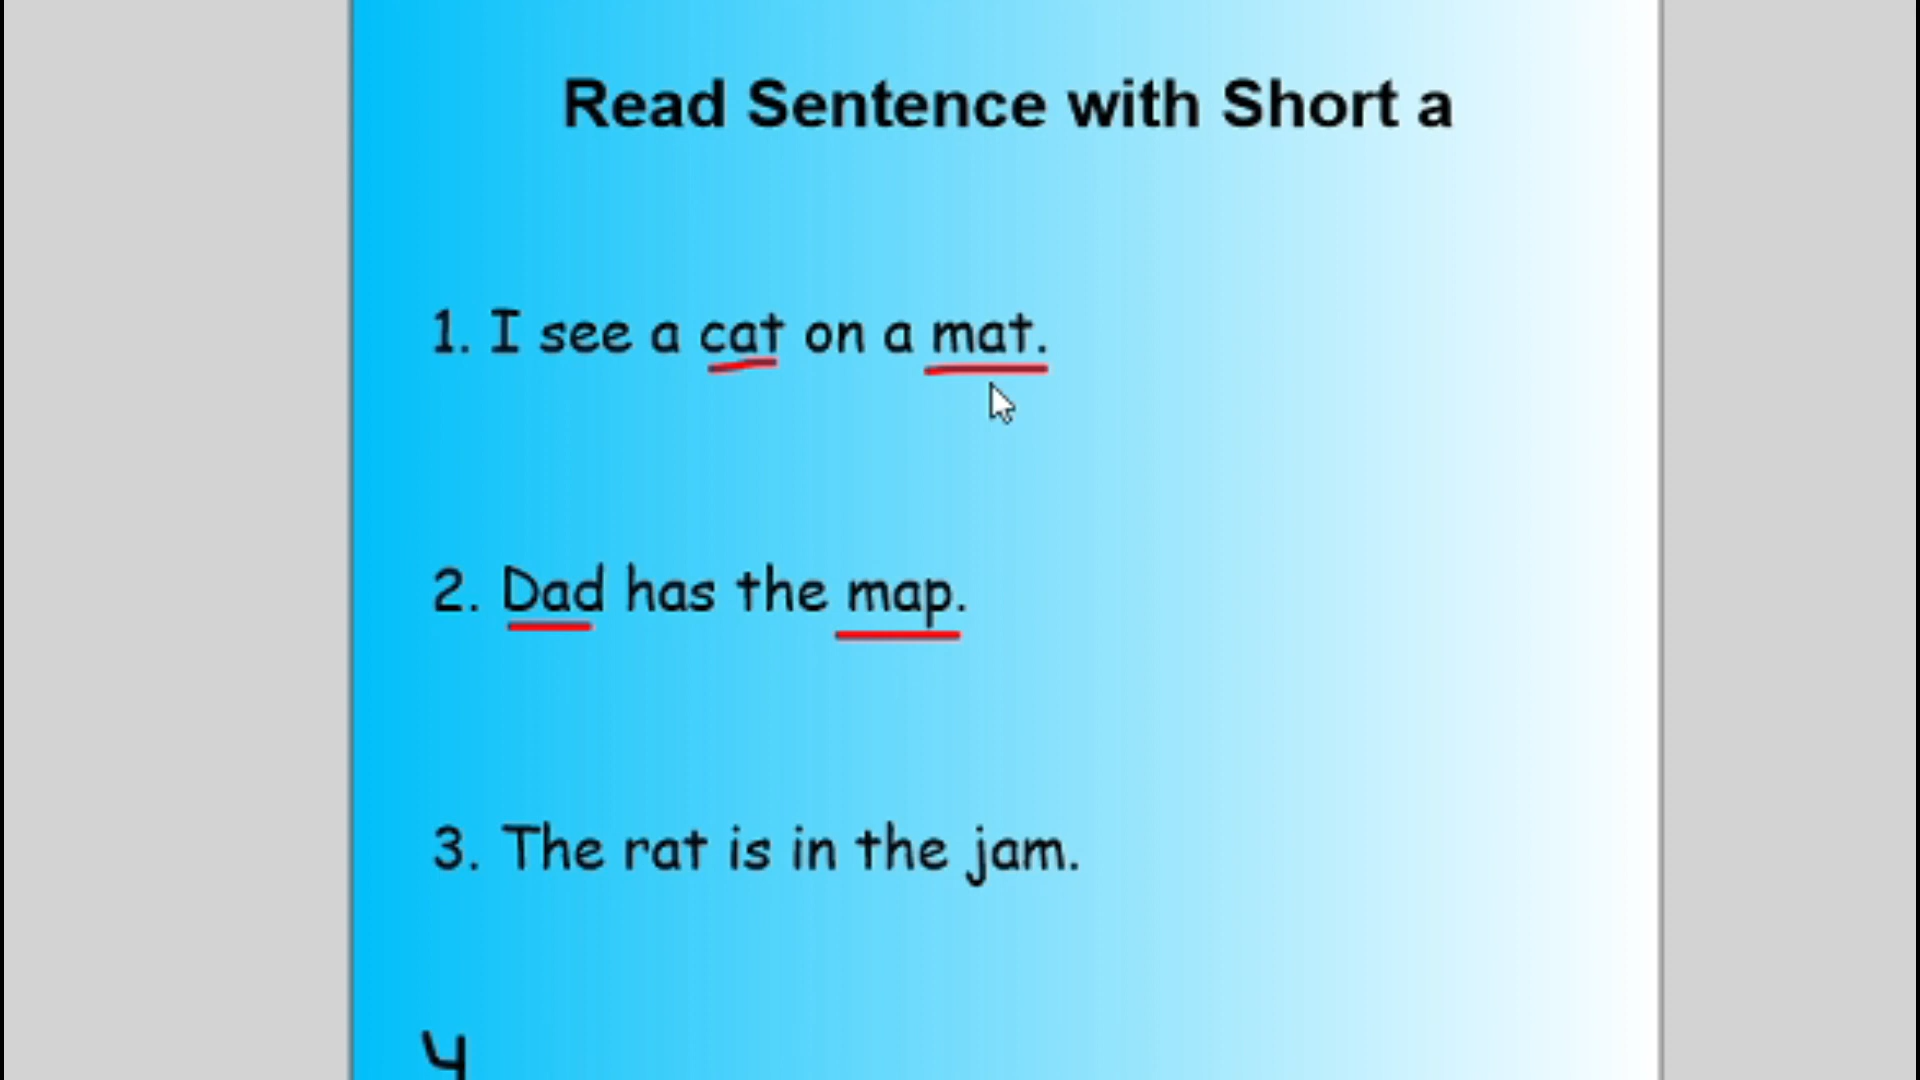 Read Sentence with Short a
1. I see a cat on a mat.
2. Dad has the map.
3. The rat is in the jam.
4